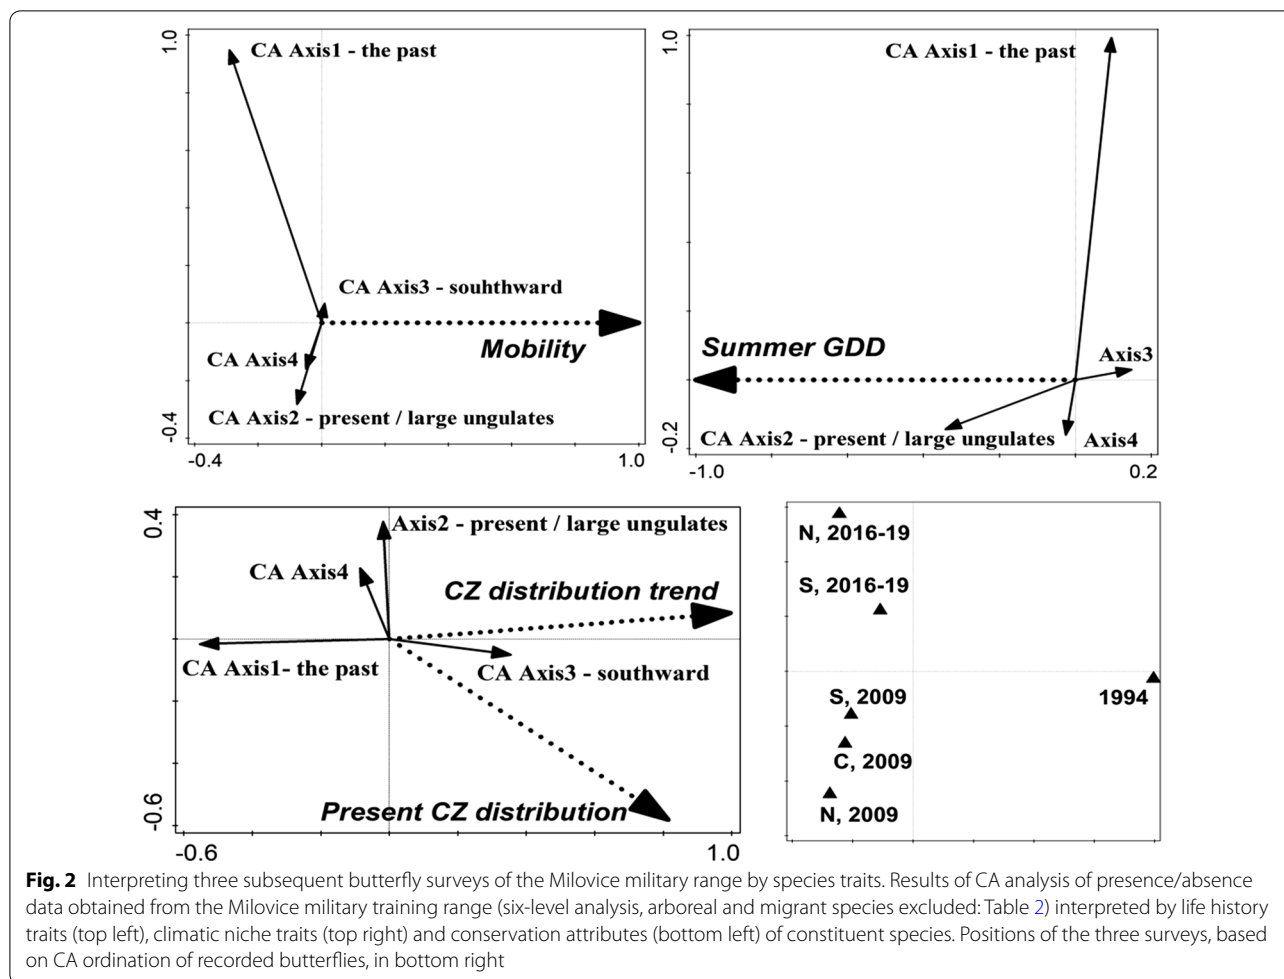 1.0
CA Axis1 - the past
CA Axis3 - souhthward
Mobility
CA Axis4
CA Axis2 - present / large ungulates
-0.4
-0.4
1.0
1.0
CA Axis1 - the past
Summer GDD
Axis3
CA Axis2 - present / large ungulates
Axis4
-0.2
-1.0
0.2
0.4
Axis2 - present / large ungulates
CA Axis4
CZ distribution trend
CA Axis1- the past
CA Axis3 - southward
Present CZ distribution
-0.6
-0.6
1.0
N, 2016-19
S, 2016-19
1994
S, 2009
C, 2009
N, 2009
Fig. 2 Interpreting three subsequent butterfly surveys of the Milovice military range by species traits. Results of CA analysis of presence/absence
data obtained from the Milovice military training range (six-level analysis, arboreal and migrant species excluded: Table 2) interpreted by life history
traits (top left), climatic niche traits (top right) and conservation attributes (bottom left) of constituent species. Positions of the three surveys, based
on CA ordination of recorded butterflies, in bottom right